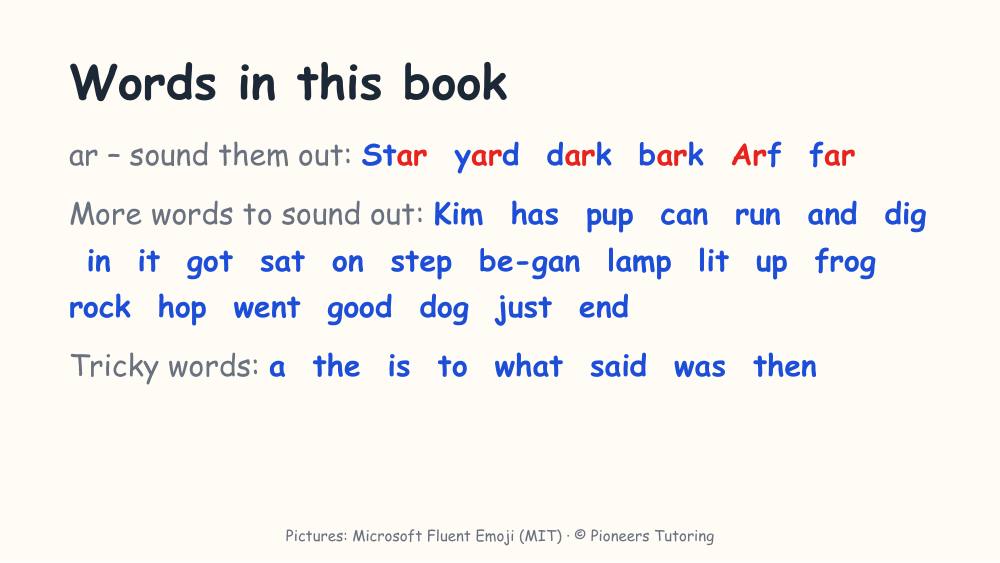 Words in this book
ar – sound them out: Star yard dark bark Arf far
More words to sound out: Kim has pup can run and dig
in it got sat on step be-gan lamp lit up frog
rock hop went good dog just end
Tricky words: a the is to what said was then
Pictures: Microsoft Fluent Emoji (MIT) · © Pioneers Tutoring